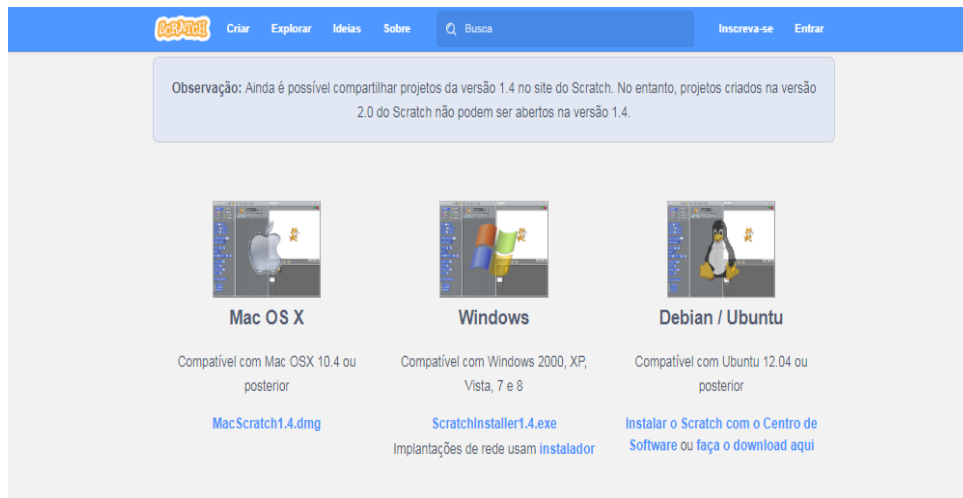 SCRATCH Criar Explorar Ideias Sobre Busca Inscreva-se Entrar
Observação: Ainda é possível compartilhar projetos da versão 1.4 no site do Scratch. No entanto, projetos criados na versão
2.0 do Scratch não podem ser abertos na versão 1.4.
Mac OS X
Compatível com Mac OSX 10.4 ou
posterior
MacScratch1.4.dmg
Windows
Compatível com Windows 2000, XP,
Vista, 7 e 8
ScratchInstaller1.4.exe
Implantações de rede usam instalador
Debian / Ubuntu
Compatível com Ubuntu 12.04 ou
posterior
Instalar o Scratch com o Centro de
Software ou faça o download aqui